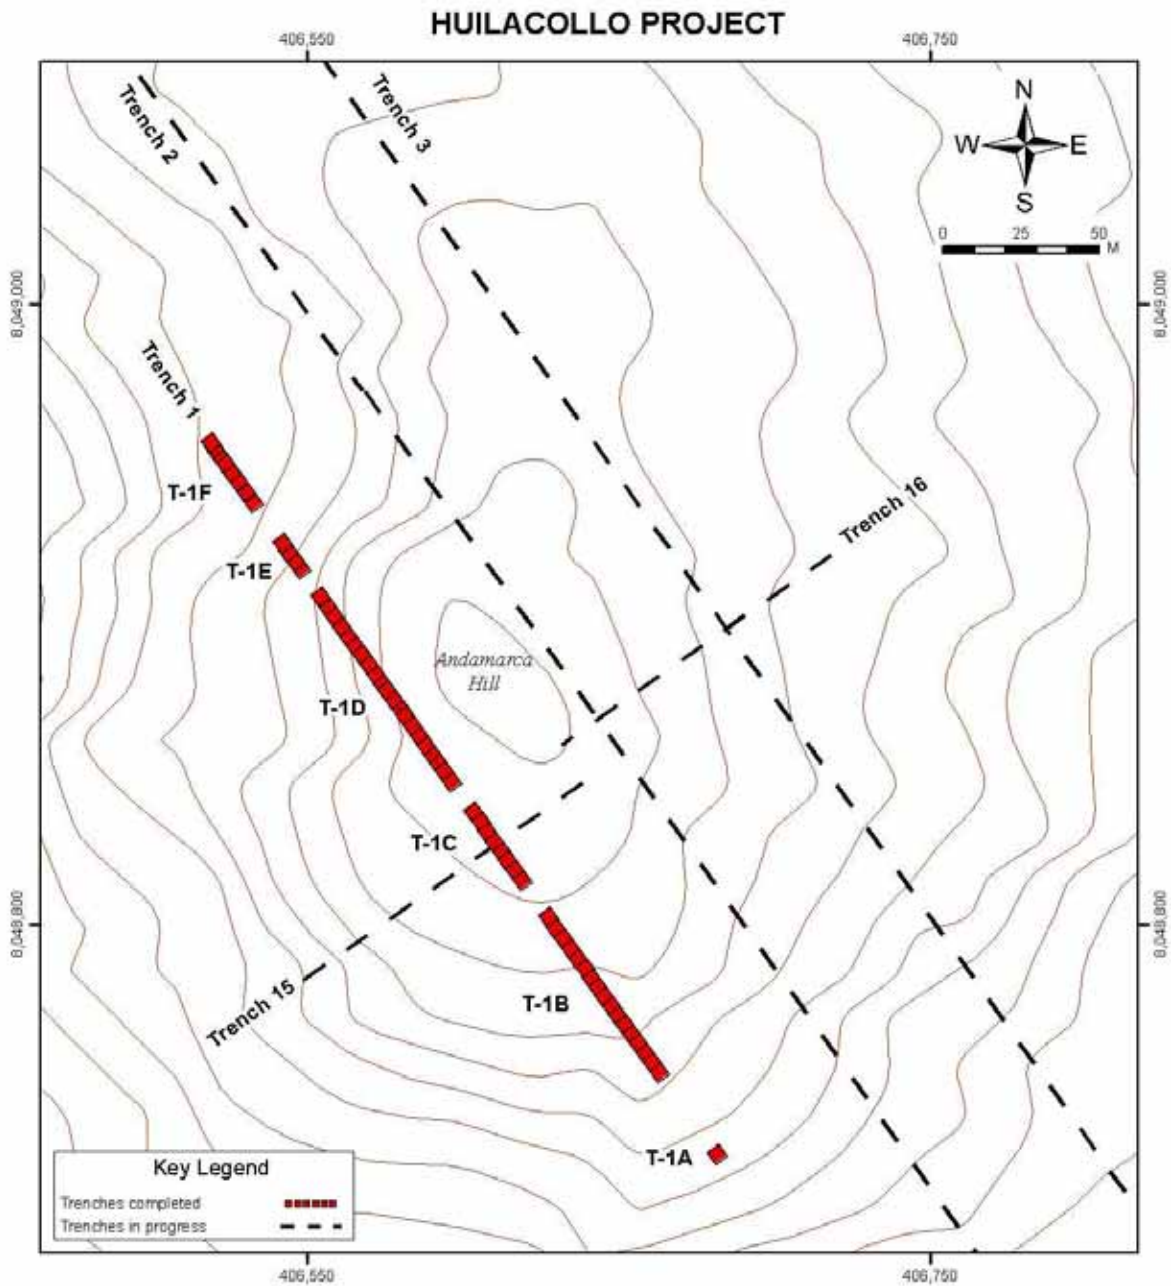 HUILACOLLO PROJECT
406,550
406,750
N
W
E
S
0
25
50
M
Trench 2
Trench 3
8,049,000
8,049,000
Trench 1
T-1F
Trench 16
T-1E
Andamarca
Hill
T-1D
T-1C
8,048,800
8,048,800
Trench 15
T-1B
T-1A
Key Legend
Trenches completed
Trenches in progress
406,550
406,750